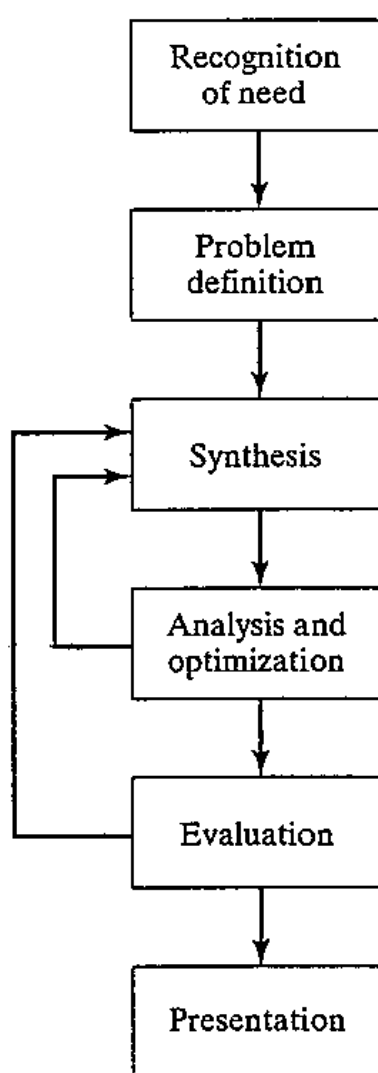 Recognition
of need
Problem
definition
Synthesis
Analysis and
optimization
Evaluation
Presentation